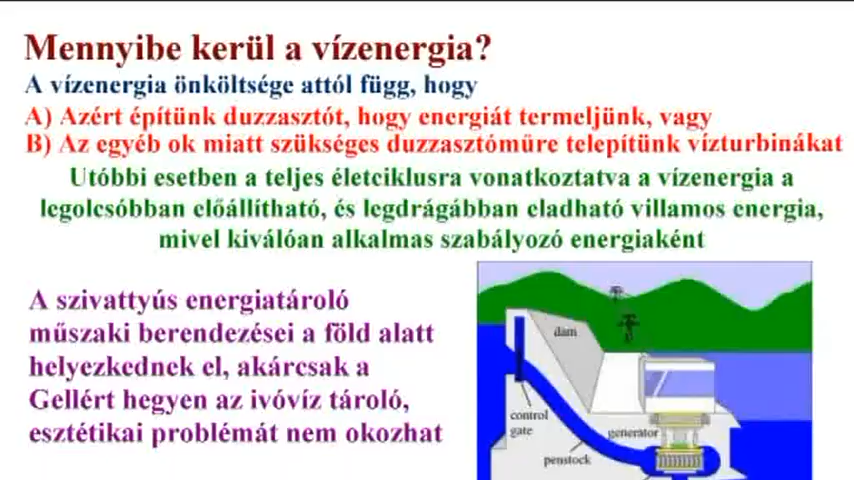 Mennyibe kerül a vízenergia?
A vízenergia önköltsége attól függ, hogy
A) Azért építünk duzzasztót, hogy energiát termeljünk, vagy
B) Az egyéb ok miatt szükséges duzzasztóműre telepítünk vízturbinákat
Utóbbi esetben a teljes életciklusra vonatkoztatva a vízenergia a
legolcsóbban előállítható, és legdrágábban eladható villamos energia,
mivel kiválóan alkalmas szabályozó energiaként
A szivattyús energiatároló
műszaki berendezései a föld alatt
helyezkednek el, akárcsak a
Gellért hegyen az ivóvíz tároló,
esztétikai problémát nem okozhat
dam
control
gate
generator
penstock